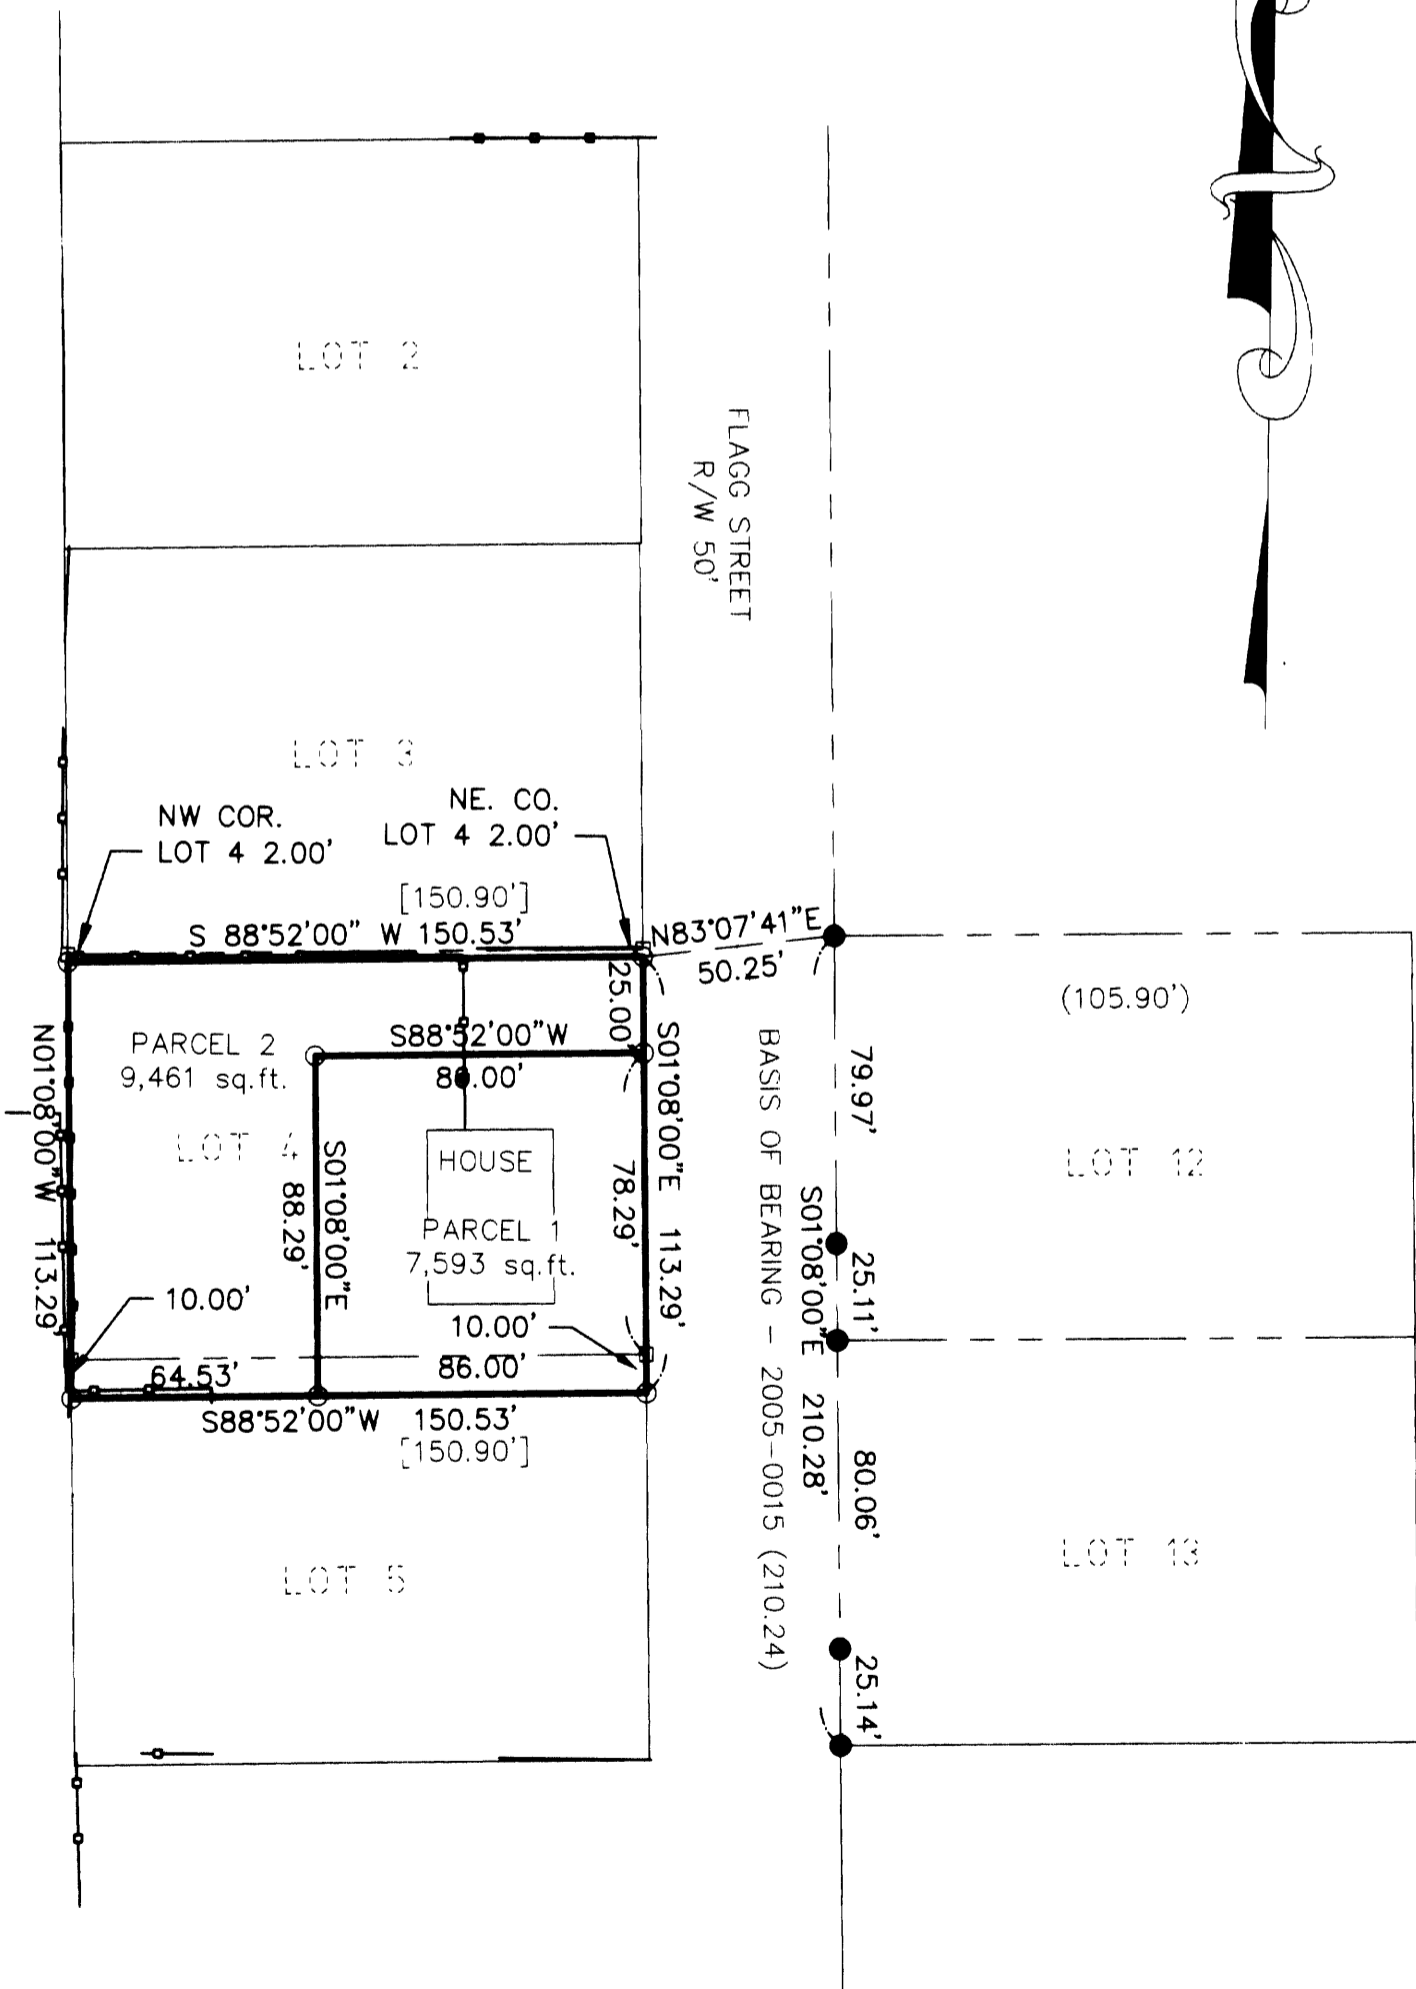 LOT 2
FLAGG STREET
R/W 50'
LOT 3
NW COR.
LOT 4 2.00'
NE. CO.
LOT 4 2.00'
[150.90']
S 88°52'00" W 150.53'
N83°07'41"E
50.25'
25.00'
(105.90')
PARCEL 2
9,461 sq.ft.
S88°52'00"W
86.00'
LOT 4
N01°08'00"W 113.29'
S01°08'00"E
88.29'
HOUSE
PARCEL 1
7,593 sq.ft.
78.29'
S01°08'00"E 113.29'
BASIS OF BEARING - 2005-0015 (210.24)
S01°08'00"E 210.28'
79.97'
25.11'
80.06'
25.14'
LOT 12
10.00'
10.00'
64.53'
86.00'
S88°52'00"W 150.53'
[150.90']
LOT 5
LOT 13